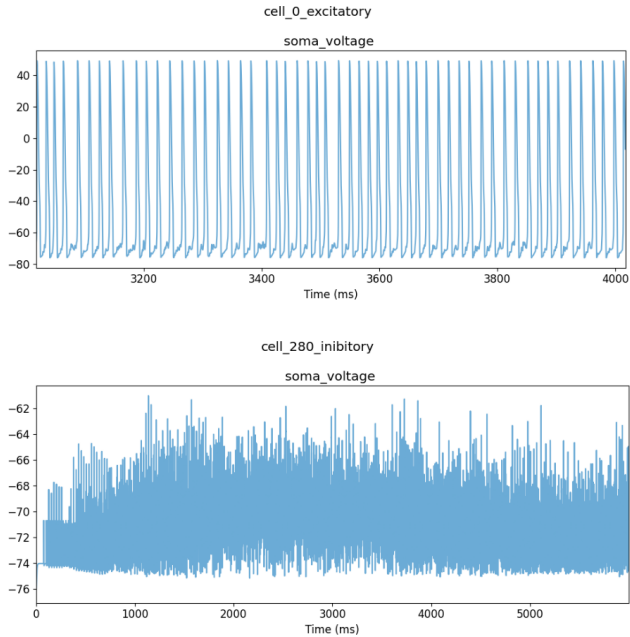 cell_0_excitatory
soma_voltage
40
20
0
−20
−40
−60
−80
3200 3400 3600 3800 4000
Time (ms)
cell_280_inibitory
soma_voltage
−62
−64
−66
−68
−70
−72
−74
−76
0 1000 2000 3000 4000 5000
Time (ms)